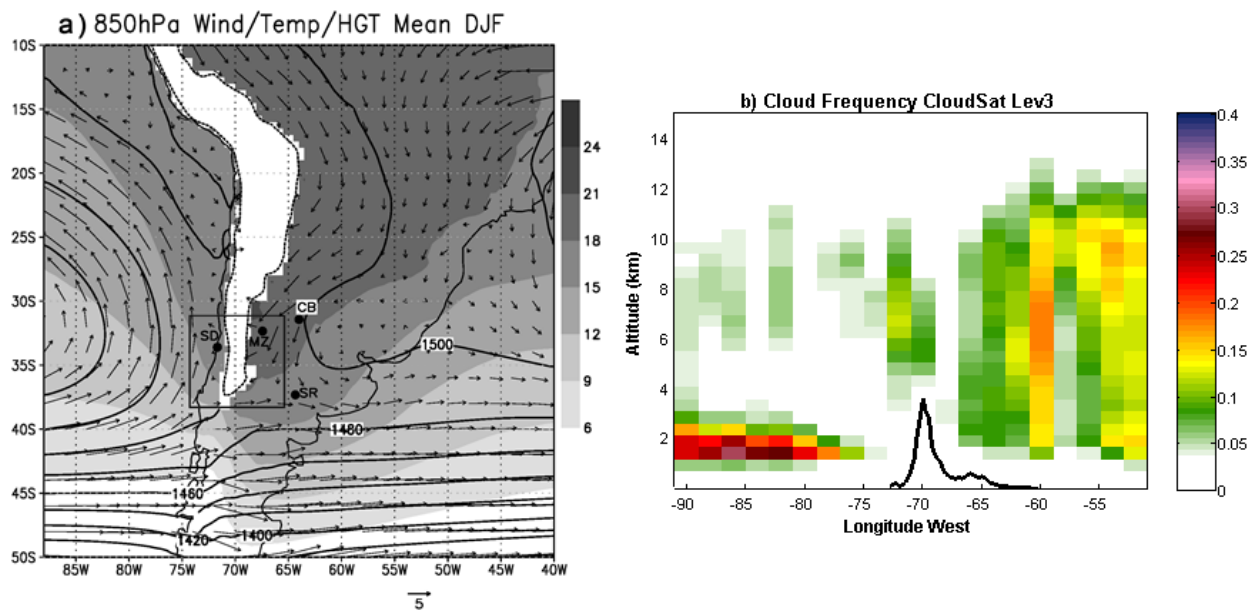 a) 850hPa Wind/Temp/HGT Mean DJF
10S
15S
20S
25S
30S
35S
40S
45S
50S
85W 80W 75W 70W 65W 60W 55W 50W 45W 40W
5
SD
MZ
CB
SR
1500
1480
1460
1420
1400
24
21
18
15
12
9
6
b) Cloud Frequency CloudSat Lev3
Altitude (km)
14
12
10
8
6
4
2
-90 -85 -80 -75 -70 -65 -60 -55
Longitude West
0.4
0.35
0.3
0.25
0.2
0.15
0.1
0.05
0